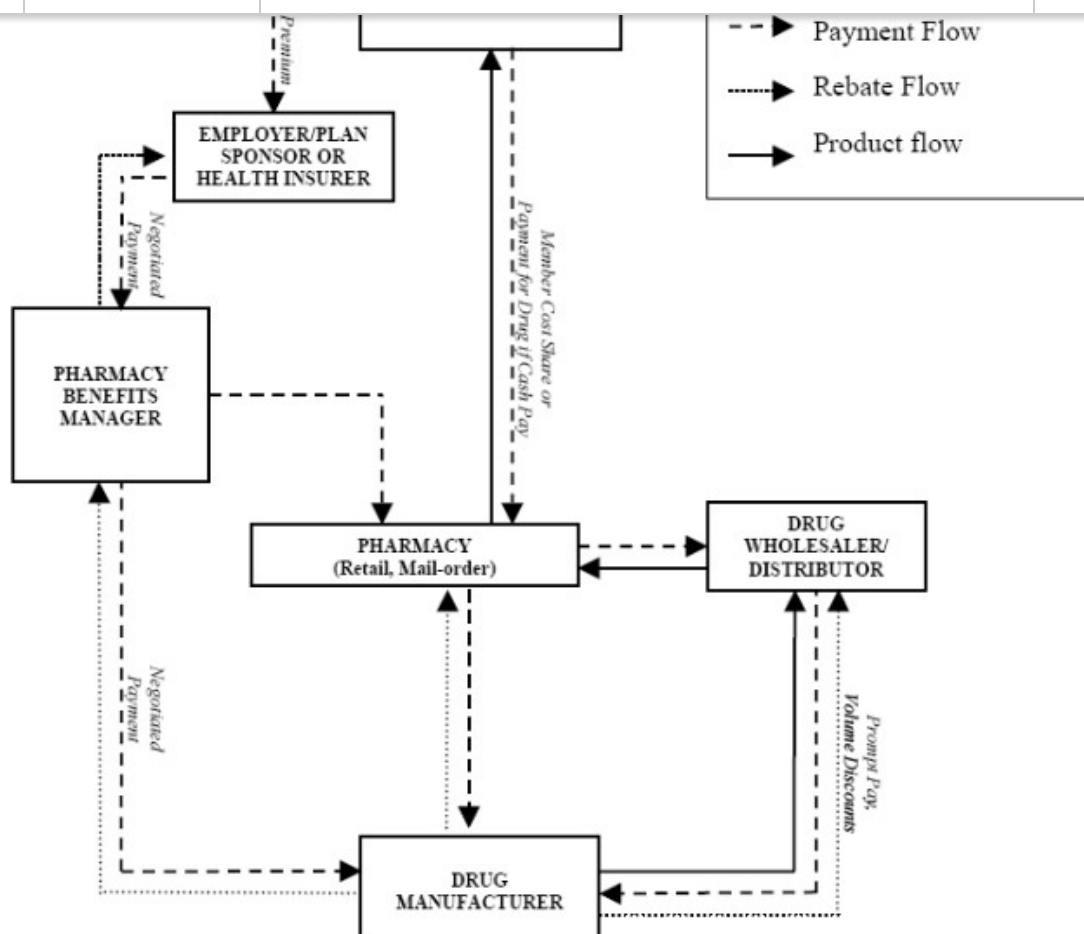 Premium
Payment Flow
Rebate Flow
Product flow
EMPLOYER/PLAN
SPONSOR OR
HEALTH INSURER
Negotiated
Payment
Member Cost Share or
Payment for Drug if Cash Pay
PHARMACY
BENEFITS
MANAGER
PHARMACY
(Retail, Mail-order)
DRUG
WHOLESALER/
DISTRIBUTOR
Negotiated
Payment
Prompt Pay,
Volume Discounts
DRUG
MANUFACTURER